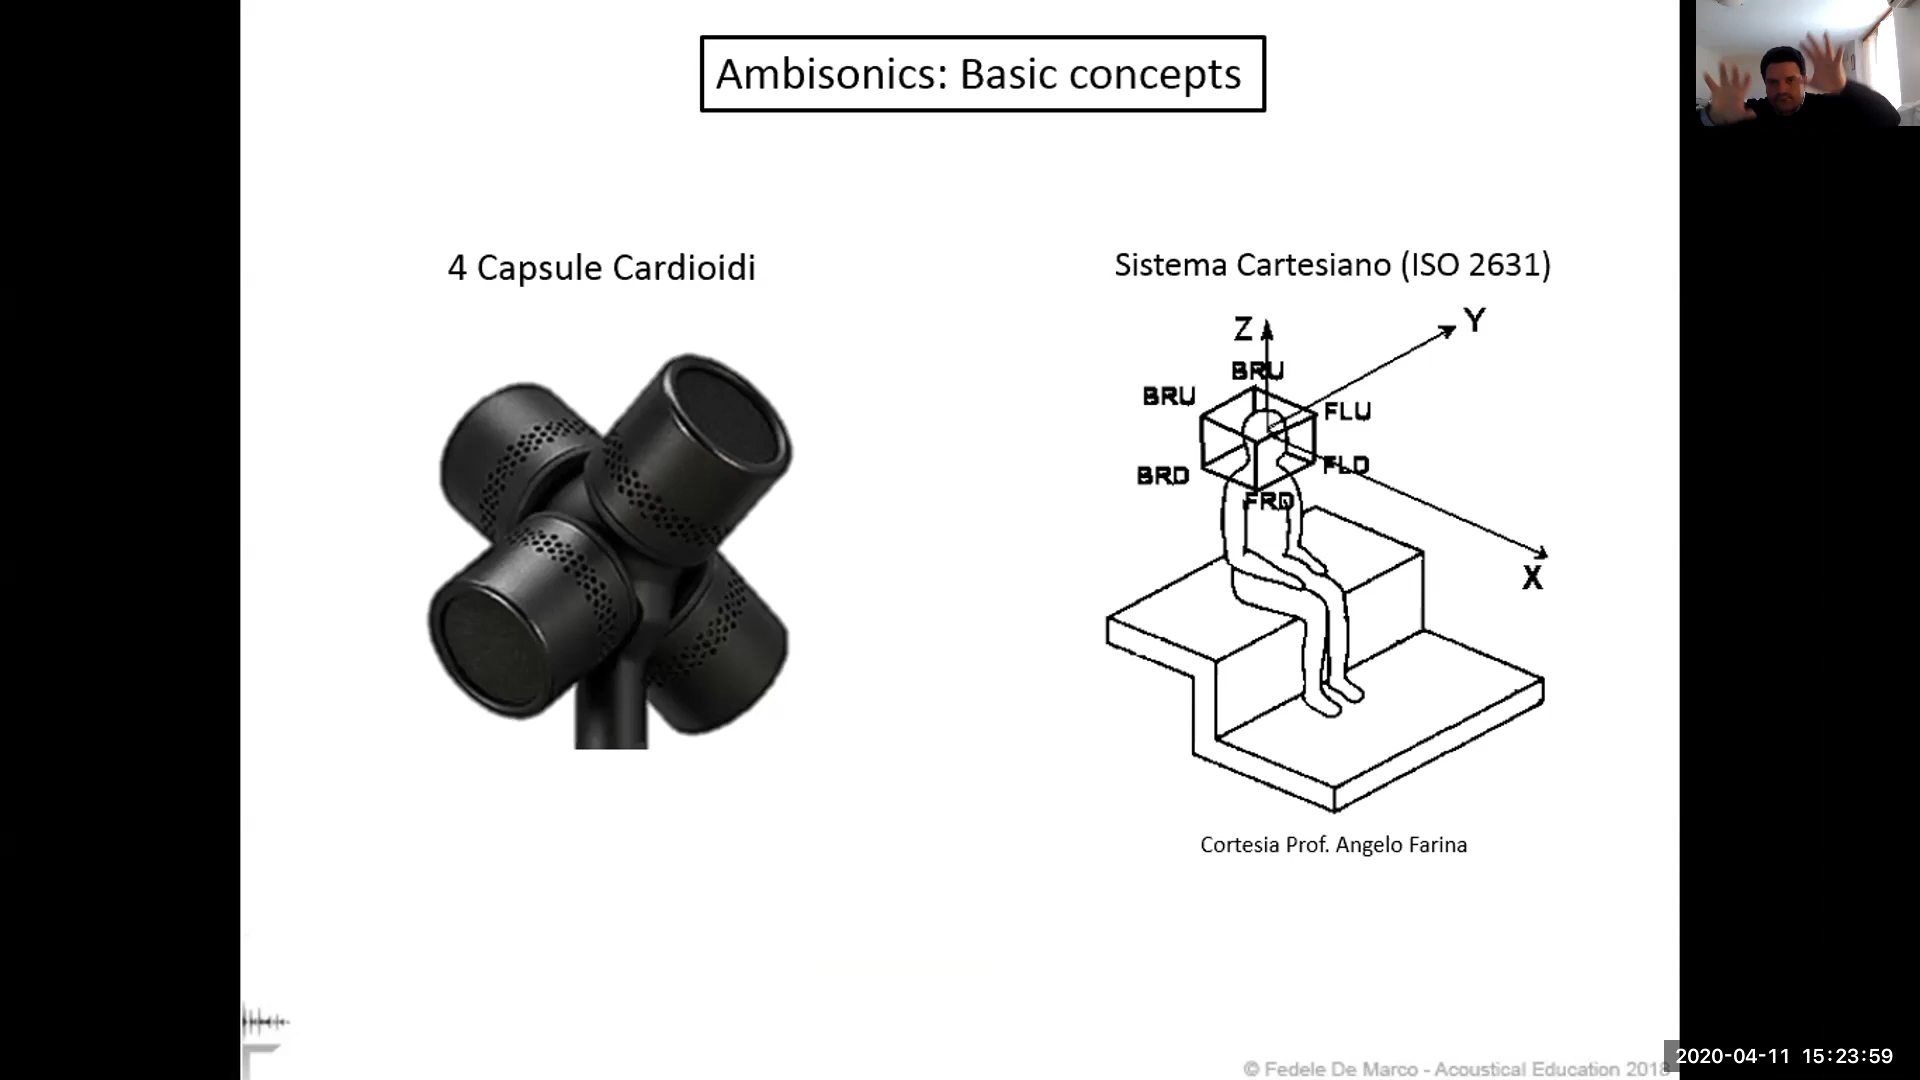 Ambisonics: Basic concepts
4 Capsule Cardioidi
Sistema Cartesiano (ISO 2631)
Z
Y
BRU
BRU
FLU
BRD
FLD
FRD
X
Cortesia Prof. Angelo Farina
© Fedele De Marco - Acoustical Education 2018
2020-04-11 15:23:59